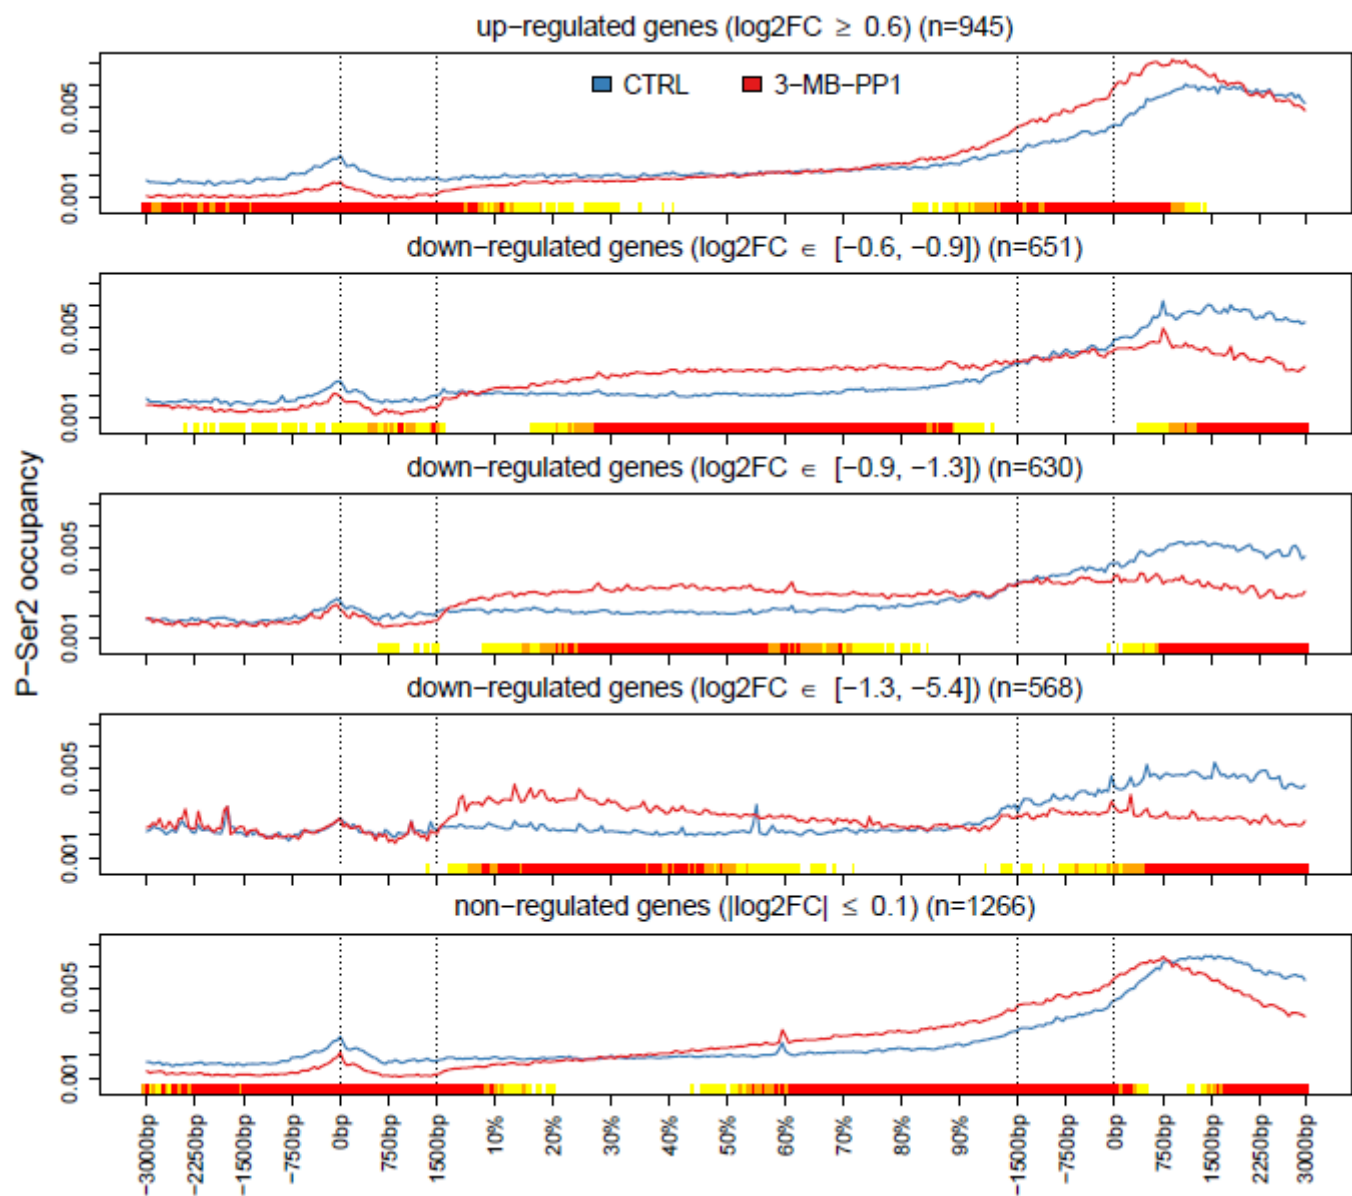 up−regulated genes (log2FC ≥ 0.6) (n=945)
CTRL 3−MB−PP1
0.001 0.005
down−regulated genes (log2FC ∈ [−0.6, −0.9]) (n=651)
0.001 0.005
down−regulated genes (log2FC ∈ [−0.9, −1.3]) (n=630)
0.001 0.005
P−Ser2 occupancy
down−regulated genes (log2FC ∈ [−1.3, −5.4]) (n=568)
0.001 0.005
non−regulated genes (|log2FC| ≤ 0.1) (n=1266)
0.001 0.005
−3000bp −2250bp −1500bp −750bp 0bp 750bp 1500bp 10% 20% 30% 40% 50% 60% 70% 80% 90% −1500bp −750bp 0bp 750bp 1500bp 2250bp 3000bp